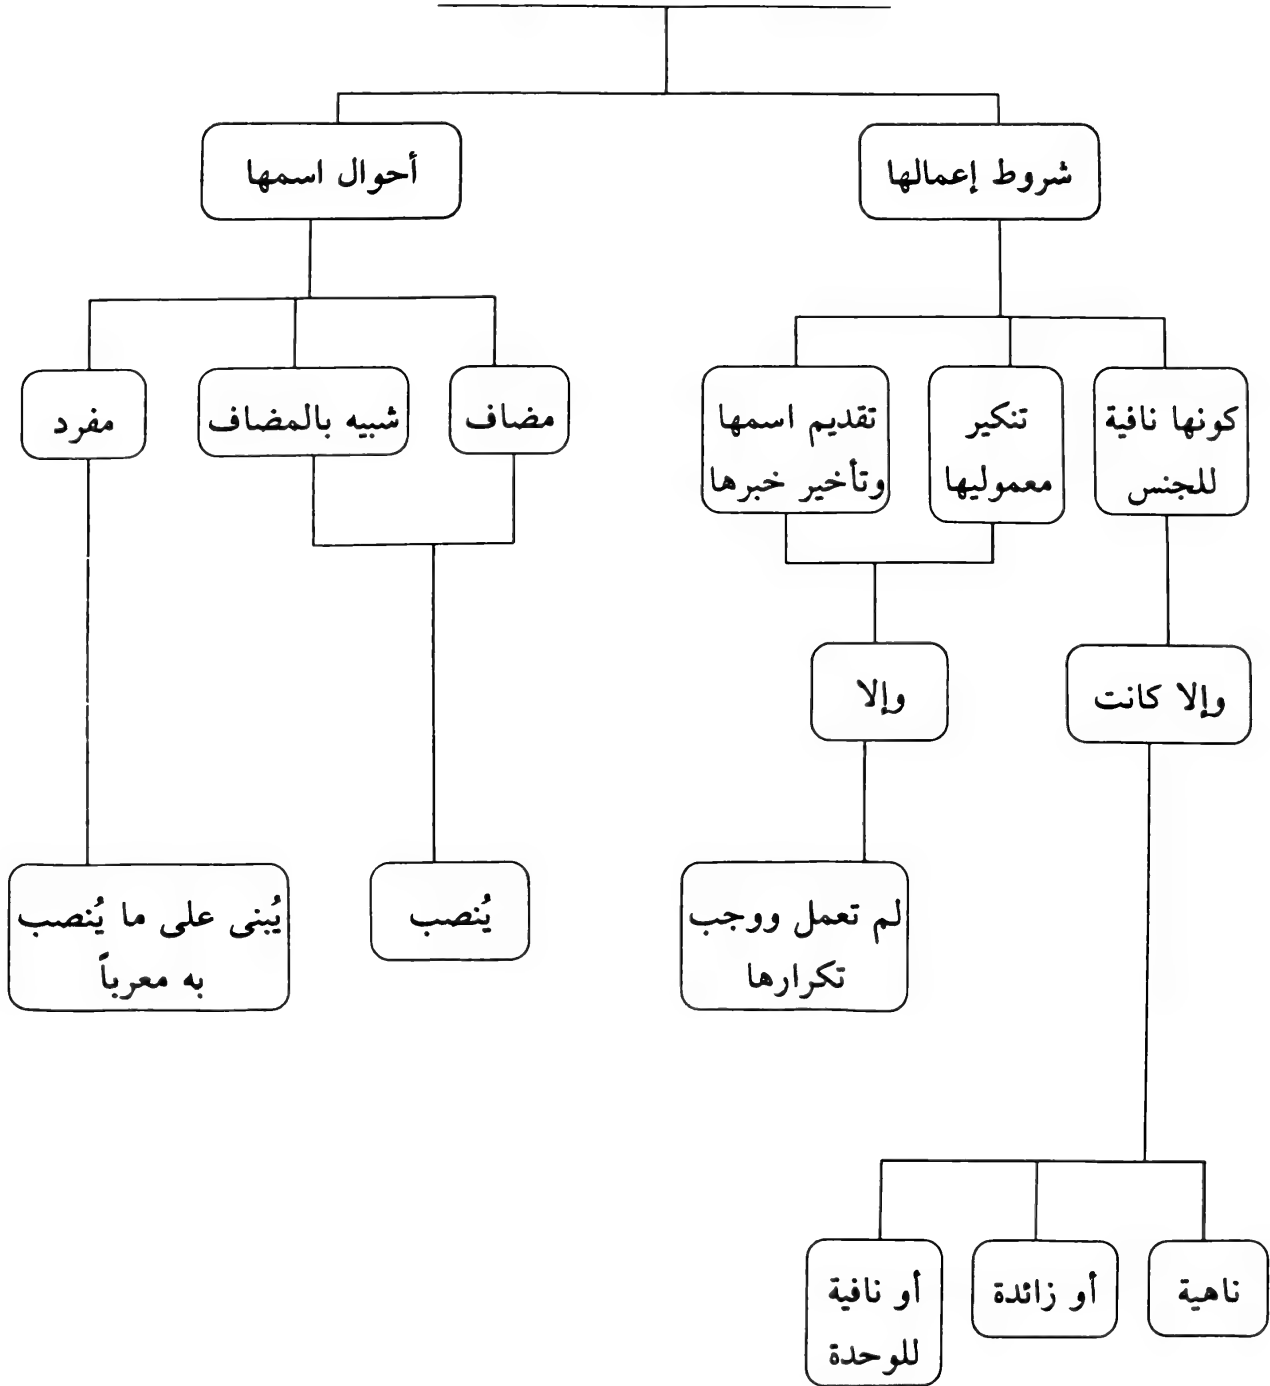 شروط إعمالها
أحوال اسمها
كونها نافية
للجنس
تنكير
معموليها
تقديم اسمها
وتأخير خبرها
مضاف
شبيه بالمضاف
مفرد
وإلا كانت
وإلا
لم تعمل ووجب
تكرارها
يُنصب
يُبنى على ما يُنصب
به معرباً
ناهية
أو زائدة
أو نافية
للوحدة